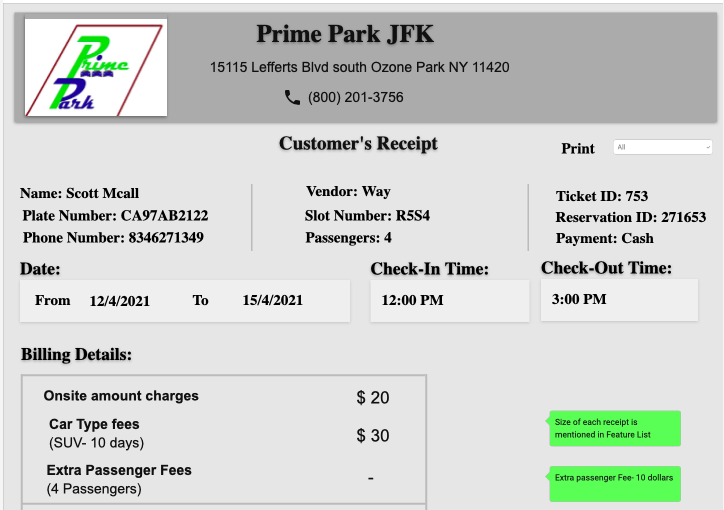 Prime
Park
Prime Park JFK
15115 Lefferts Blvd south Ozone Park NY 11420
(800) 201-3756
Customer's Receipt
Print
All
Name: Scott Mcall
Plate Number: CA97AB2122
Phone Number: 8346271349
Vendor: Way
Slot Number: R5S4
Passengers: 4
Ticket ID: 753
Reservation ID: 271653
Payment: Cash
Date:
From 12/4/2021 To 15/4/2021
Check-In Time:
12:00 PM
Check-Out Time:
3:00 PM
Billing Details:
Onsite amount charges $ 20
Car Type fees $ 30
(SUV- 10 days)
Extra Passenger Fees -
(4 Passengers)
Size of each receipt is
mentioned in Feature List
Extra passenger Fee- 10 dollars